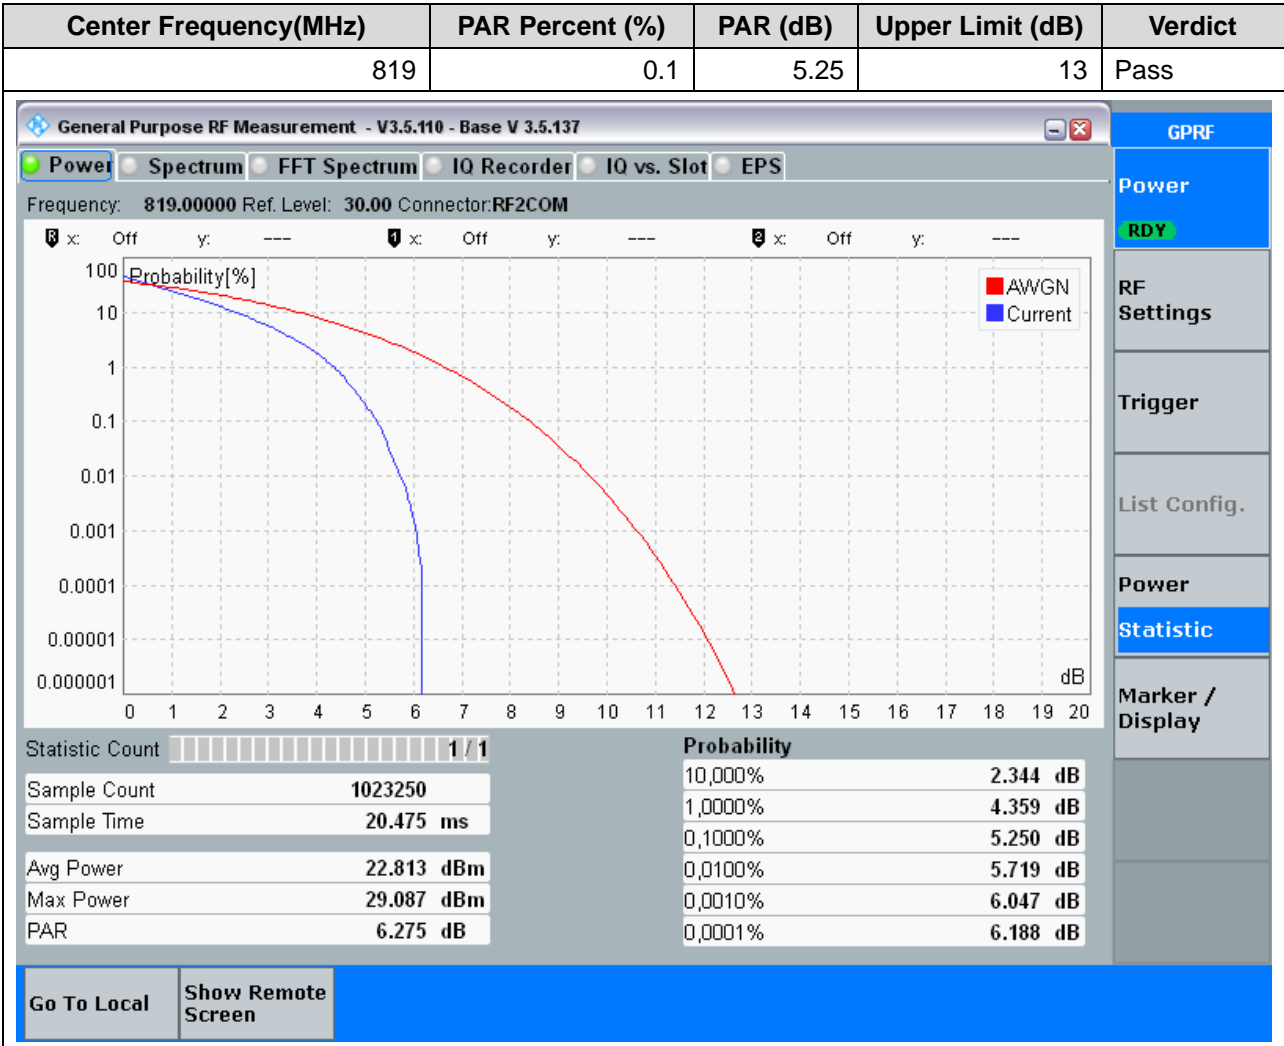 Center Frequency(MHz) PAR Percent (%) PAR (dB) Upper Limit (dB) Verdict
819 0.1 5.25 13 Pass
General Purpose RF Measurement - V3.5.110 - Base V 3.5.137
GPRF
Power Spectrum FFT Spectrum IQ Recorder IQ vs. Slot EPS
Frequency: 819.00000 Ref. Level: 30.00 Connector:RF2COM
R x: Off y: --- 1 x: Off y: --- 2 x: Off y: ---
Probability[%]
AWGN
Current
100
10
1
0.1
0.01
0.001
0.0001
0.00001
0.000001
dB
0 1 2 3 4 5 6 7 8 9 10 11 12 13 14 15 16 17 18 19 20
Statistic Count 1 / 1
Sample Count 1023250
Sample Time 20.475 ms
Avg Power 22.813 dBm
Max Power 29.087 dBm
PAR 6.275 dB
Probability
10,000% 2.344 dB
1,0000% 4.359 dB
0,1000% 5.250 dB
0,0100% 5.719 dB
0,0010% 6.047 dB
0,0001% 6.188 dB
Power
RDY
RF
Settings
Trigger
List Config.
Power
Statistic
Marker /
Display
Go To Local
Show Remote
Screen